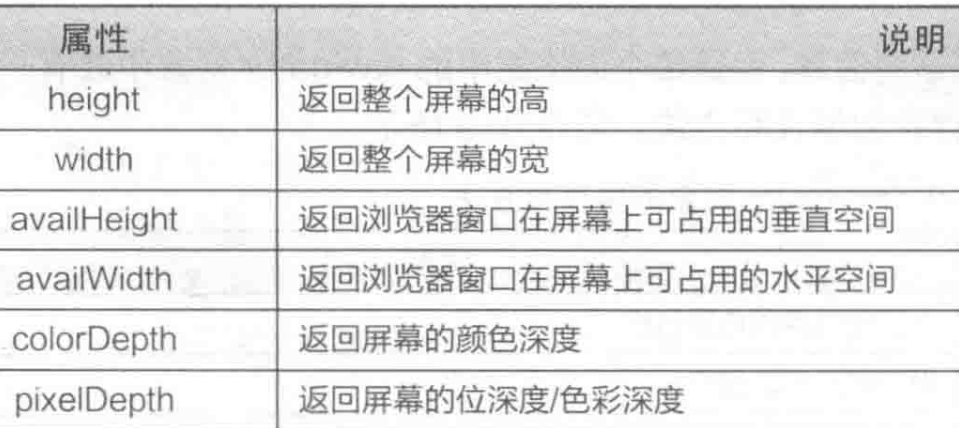 属性 说明
height 返回整个屏幕的高
width 返回整个屏幕的宽
availHeight 返回浏览器窗口在屏幕上可占用的垂直空间
availWidth 返回浏览器窗口在屏幕上可占用的水平空间
colorDepth 返回屏幕的颜色深度
pixelDepth 返回屏幕的位深度/色彩深度